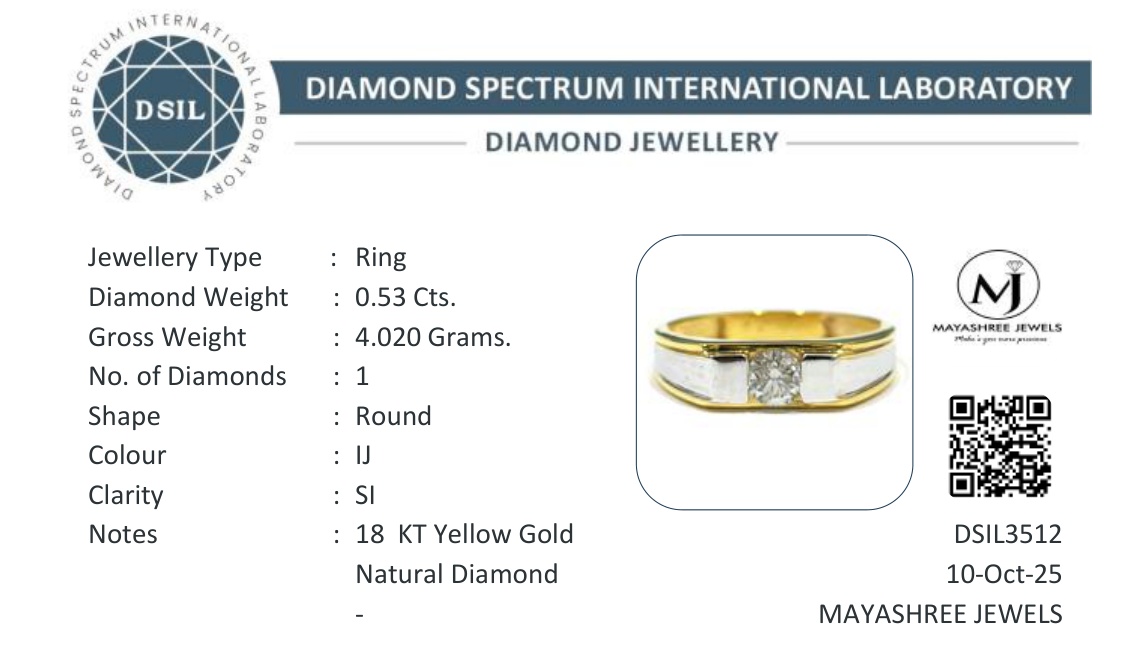 DIAMOND SPECTRUM INTERNATIONAL LABORATORY
DSIL
DIAMOND SPECTRUM INTERNATIONAL LABORATORY
DIAMOND JEWELLERY
Jewellery Type : Ring
Diamond Weight : 0.53 Cts.
Gross Weight : 4.020 Grams.
No. of Diamonds : 1
Shape : Round
Colour : IJ
Clarity : SI
Notes : 18 KT Yellow Gold
Natural Diamond
-
MJ
MAYASHREE JEWELS
DSIL3512
10-Oct-25
MAYASHREE JEWELS